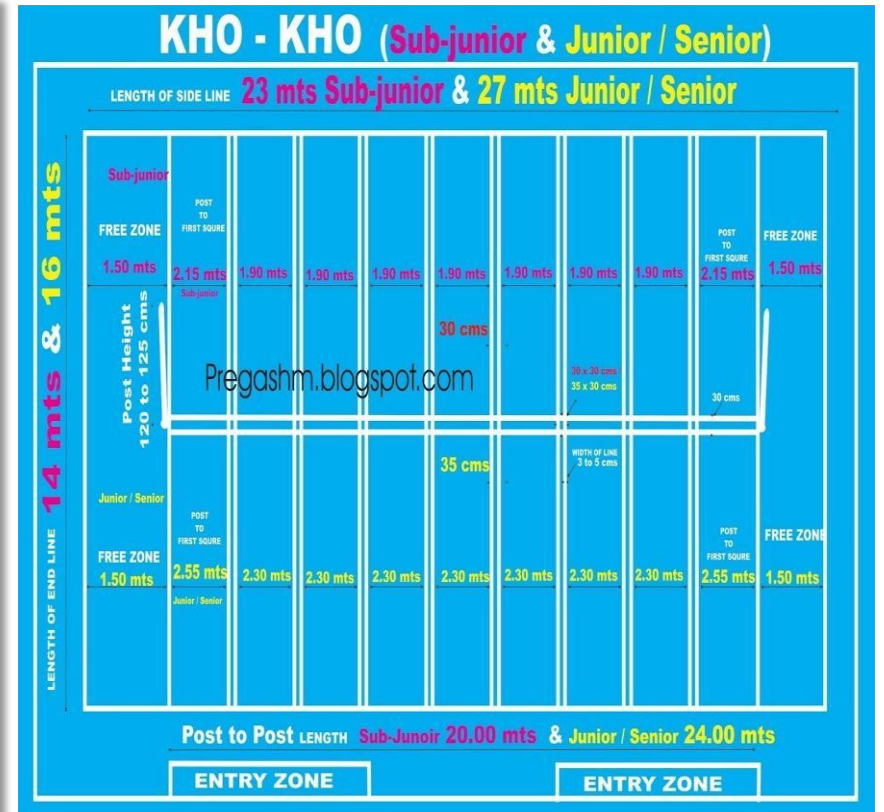 KHO - KHO (Sub-junior & Junior / Senior)
LENGTH OF SIDE LINE 23 mts Sub-junior & 27 mts Junior / Senior
LENGTH OF END LINE 14 mts & 16 mts
Sub-junior
FREE ZONE
1.50 mts
POST
TO
FIRST SQURE
2.15 mts
Sub-junior
1.90 mts
1.90 mts
1.90 mts
1.90 mts
1.90 mts
1.90 mts
1.90 mts
POST
TO
FIRST SQURE
2.15 mts
FREE ZONE
1.50 mts
Post Height
120 to 125 cms
30 cms
Pregashm.blogspot.com
30 x 30 cms
35 x 30 cms
30 cms
35 cms
WIDTH OF LINE
3 to 5 cms
Junior / Senior
FREE ZONE
1.50 mts
POST
TO
FIRST SQURE
2.55 mts
Junior / Senior
2.30 mts
2.30 mts
2.30 mts
2.30 mts
2.30 mts
2.30 mts
2.30 mts
POST
TO
FIRST SQURE
2.55 mts
FREE ZONE
1.50 mts
Post to Post LENGTH Sub-Junoir 20.00 mts & Junior / Senior 24.00 mts
ENTRY ZONE
ENTRY ZONE